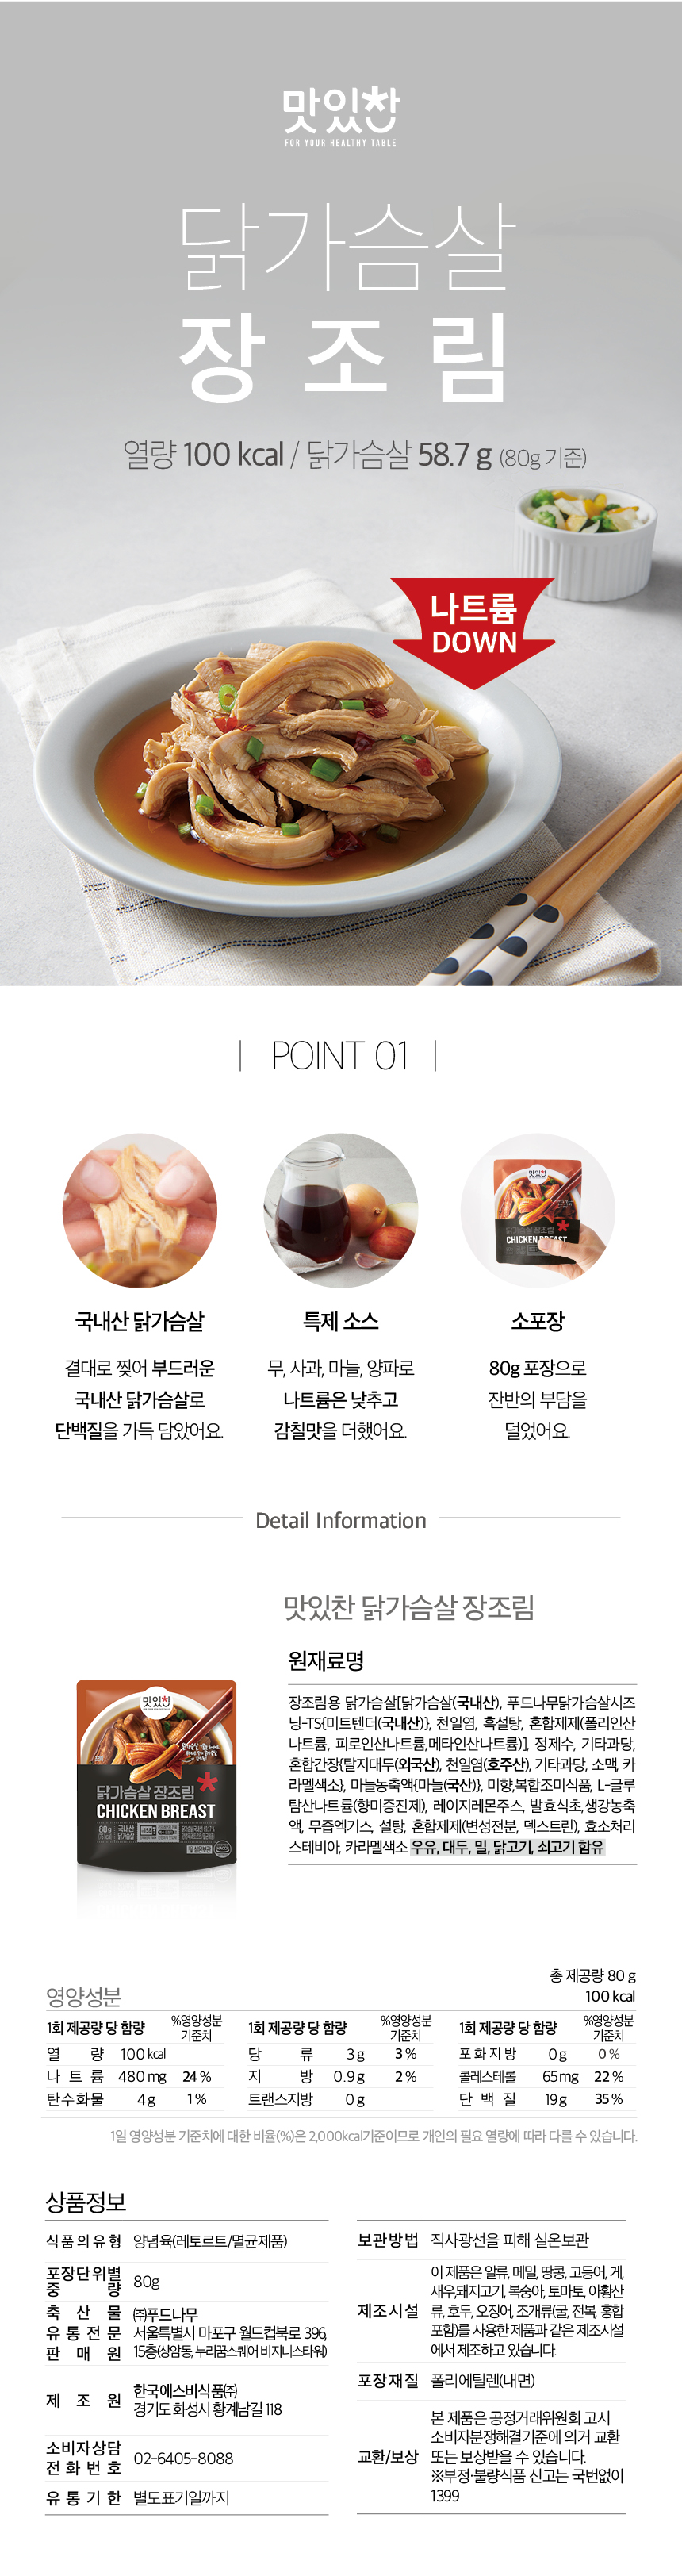 맛있찬
FOR YOUR HEALTHY TABLE
닭가슴살
장조림
열량 100 kcal / 닭가슴살 58.7 g (80g 기준)
나트륨
DOWN
POINT 01
맛있찬
닭가슴살 장조림
CHICKEN BREAST
국내산 닭가슴살
결대로 찢어 부드러운
국내산 닭가슴살로
단백질을 가득 담았어요.
특제 소스
무, 사과, 마늘, 양파로
나트륨은 낮추고
감칠맛을 더했어요.
소포장
80g 포장으로
잔반의 부담을
덜었어요.
Detail Information
맛있찬 닭가슴살 장조림
맛있찬
닭가슴살 장조림
CHICKEN BREAST
80g
원재료명
장조림용 닭가슴살[닭가슴살(국내산), 푸드나무닭가슴살시즈
닝-TS{미트텐더(국내산)}, 천일염, 흑설탕, 혼합제제(폴리인산
나트륨, 피로인산나트륨,메타인산나트륨)], 정제수, 기타과당,
혼합간장{탈지대두(외국산), 천일염(호주산), 기타과당, 소맥, 카
라멜색소}, 마늘농축액{마늘(국산)}, 미향,복합조미식품, L-글루
탐산나트륨(향미증진제), 레이지레몬주스, 발효식초,생강농축
액, 무즙엑기스, 설탕, 혼합제제(변성전분, 덱스트린), 효소처리
스테비아, 카라멜색소 우유, 대두, 밀, 닭고기, 쇠고기 함유
영양성분
총 제공량 80 g
100 kcal
1회 제공량 당 함량 %영양성분 기준치 1회 제공량 당 함량 %영양성분 기준치 1회 제공량 당 함량 %영양성분 기준치
열 량 100 kcal 당 류 3 g 3 % 포화지방 0 g 0 %
나 트 륨 480 mg 24 % 지 방 0.9 g 2 % 콜레스테롤 65 mg 22 %
탄수화물 4 g 1 % 트랜스지방 0 g 단 백 질 19 g 35 %
1일 영양성분 기준치에 대한 비율(%)은 2,000kcal기준이므로 개인의 필요 열량에 따라 다를 수 있습니다.
상품정보
식품의유형 양념육(레토르트/멸균제품)
포장단위별
중 량 80g
축 산 물
유통전문
판 매 원
㈜푸드나무
서울특별시 마포구 월드컵북로 396,
15층(상암동, 누리꿈스퀘어 비지니스타워)
제 조 원
한국에스비식품㈜
경기도 화성시 황계남길 118
소비자상담
전화번호 02-6405-8088
유통기한 별도표기일까지
보관방법 직사광선을 피해 실온보관
제조시설
이 제품은 알류, 메밀, 땅콩, 고등어, 게,
새우,돼지고기, 복숭아, 토마토, 아황산
류, 호두, 오징어, 조개류(굴, 전복, 홍합
포함)를 사용한 제품과 같은 제조시설
에서 제조하고 있습니다.
포장재질 폴리에틸렌(내면)
교환/보상
본 제품은 공정거래위원회 고시
소비자분쟁해결기준에 의거 교환
또는 보상받을 수 있습니다.
※부정·불량식품 신고는 국번없이
1399